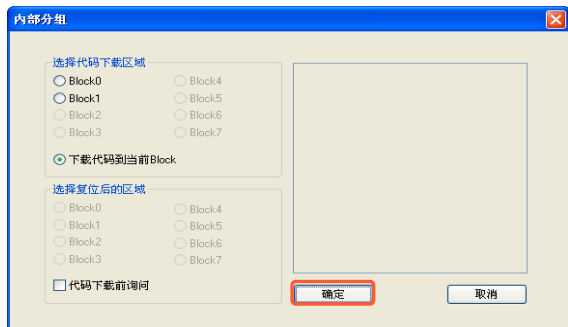 内部分组
选择代码下载区域
Block0 Block4
Block1 Block5
Block2 Block6
Block3 Block7
下载代码到当前Block
选择复位后的区域
Block0 Block4
Block1 Block5
Block2 Block6
Block3 Block7
代码下载前询问
确定 取消